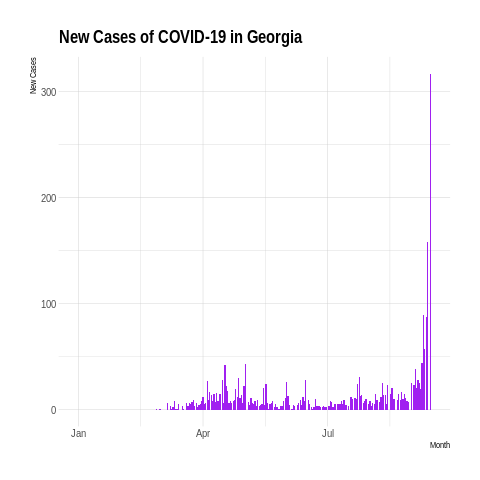 New Cases of COVID-19 in Georgia
New Cases
300
200
100
0
Jan Apr Jul
Month